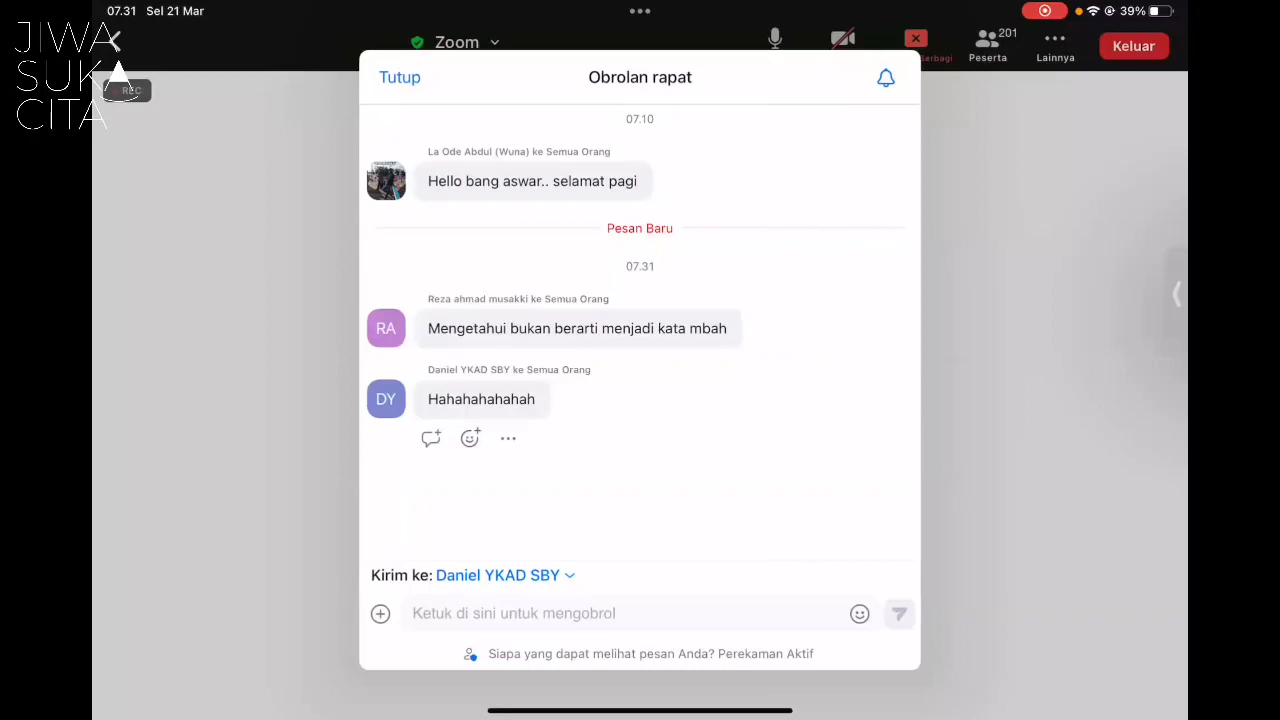 07.31 Sel 21 Mar
39%
JIWA
SUKA
CITA
Zoom
201
Peserta
Lainnya
Keluar
REC
Tutup
Obrolan rapat
07.10
La Ode Abdul (Wuna) ke Semua Orang
Hello bang aswar.. selamat pagi
Pesan Baru
07.31
Reza ahmad musakki ke Semua Orang
RA
Mengetahui bukan berarti menjadi kata mbah
Daniel YKAD SBY ke Semua Orang
DY
Hahahahahahah
Kirim ke: Daniel YKAD SBY
Ketuk di sini untuk mengobrol
Siapa yang dapat melihat pesan Anda? Perekaman Aktif